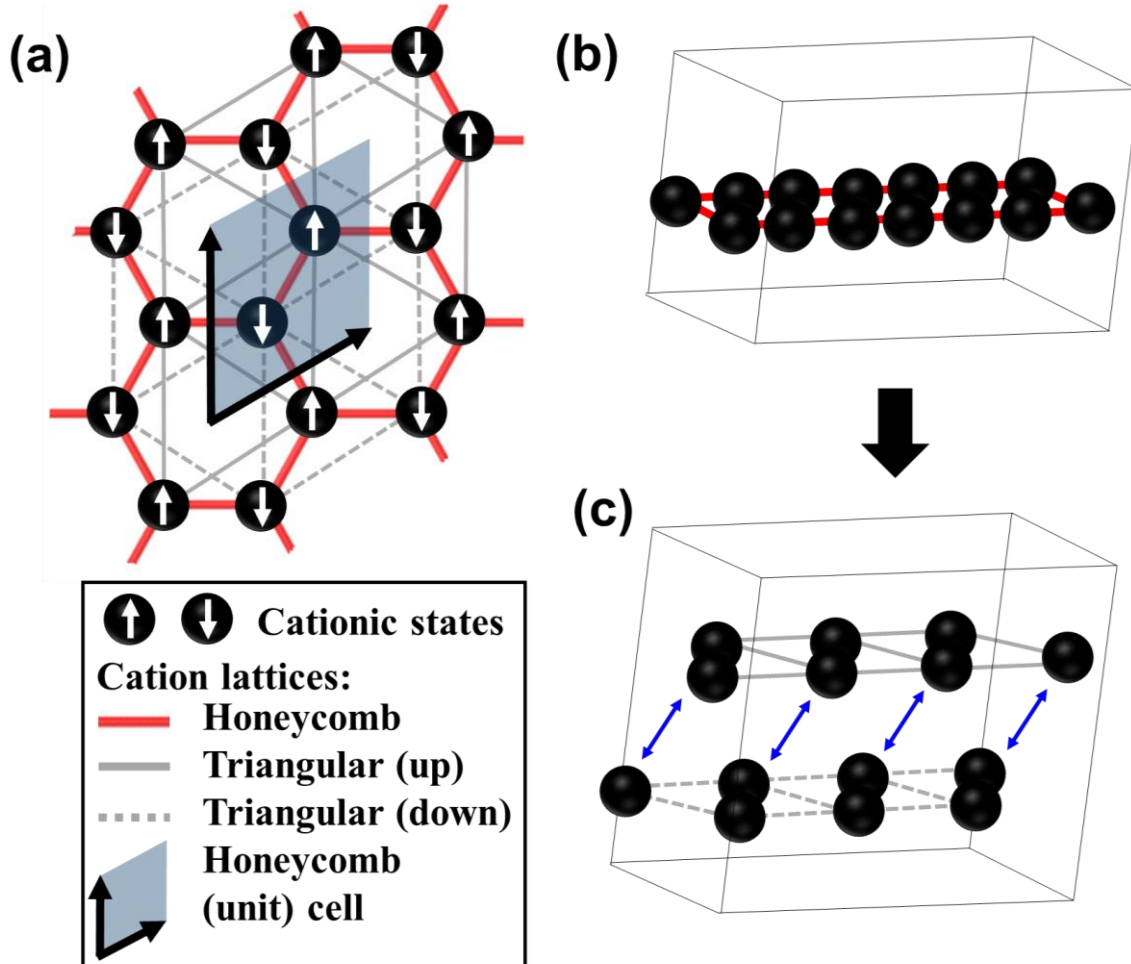 (a)
(b)
(c)
Cationic states
Cation lattices:
Honeycomb
Triangular (up)
Triangular (down)
Honeycomb
(unit) cell